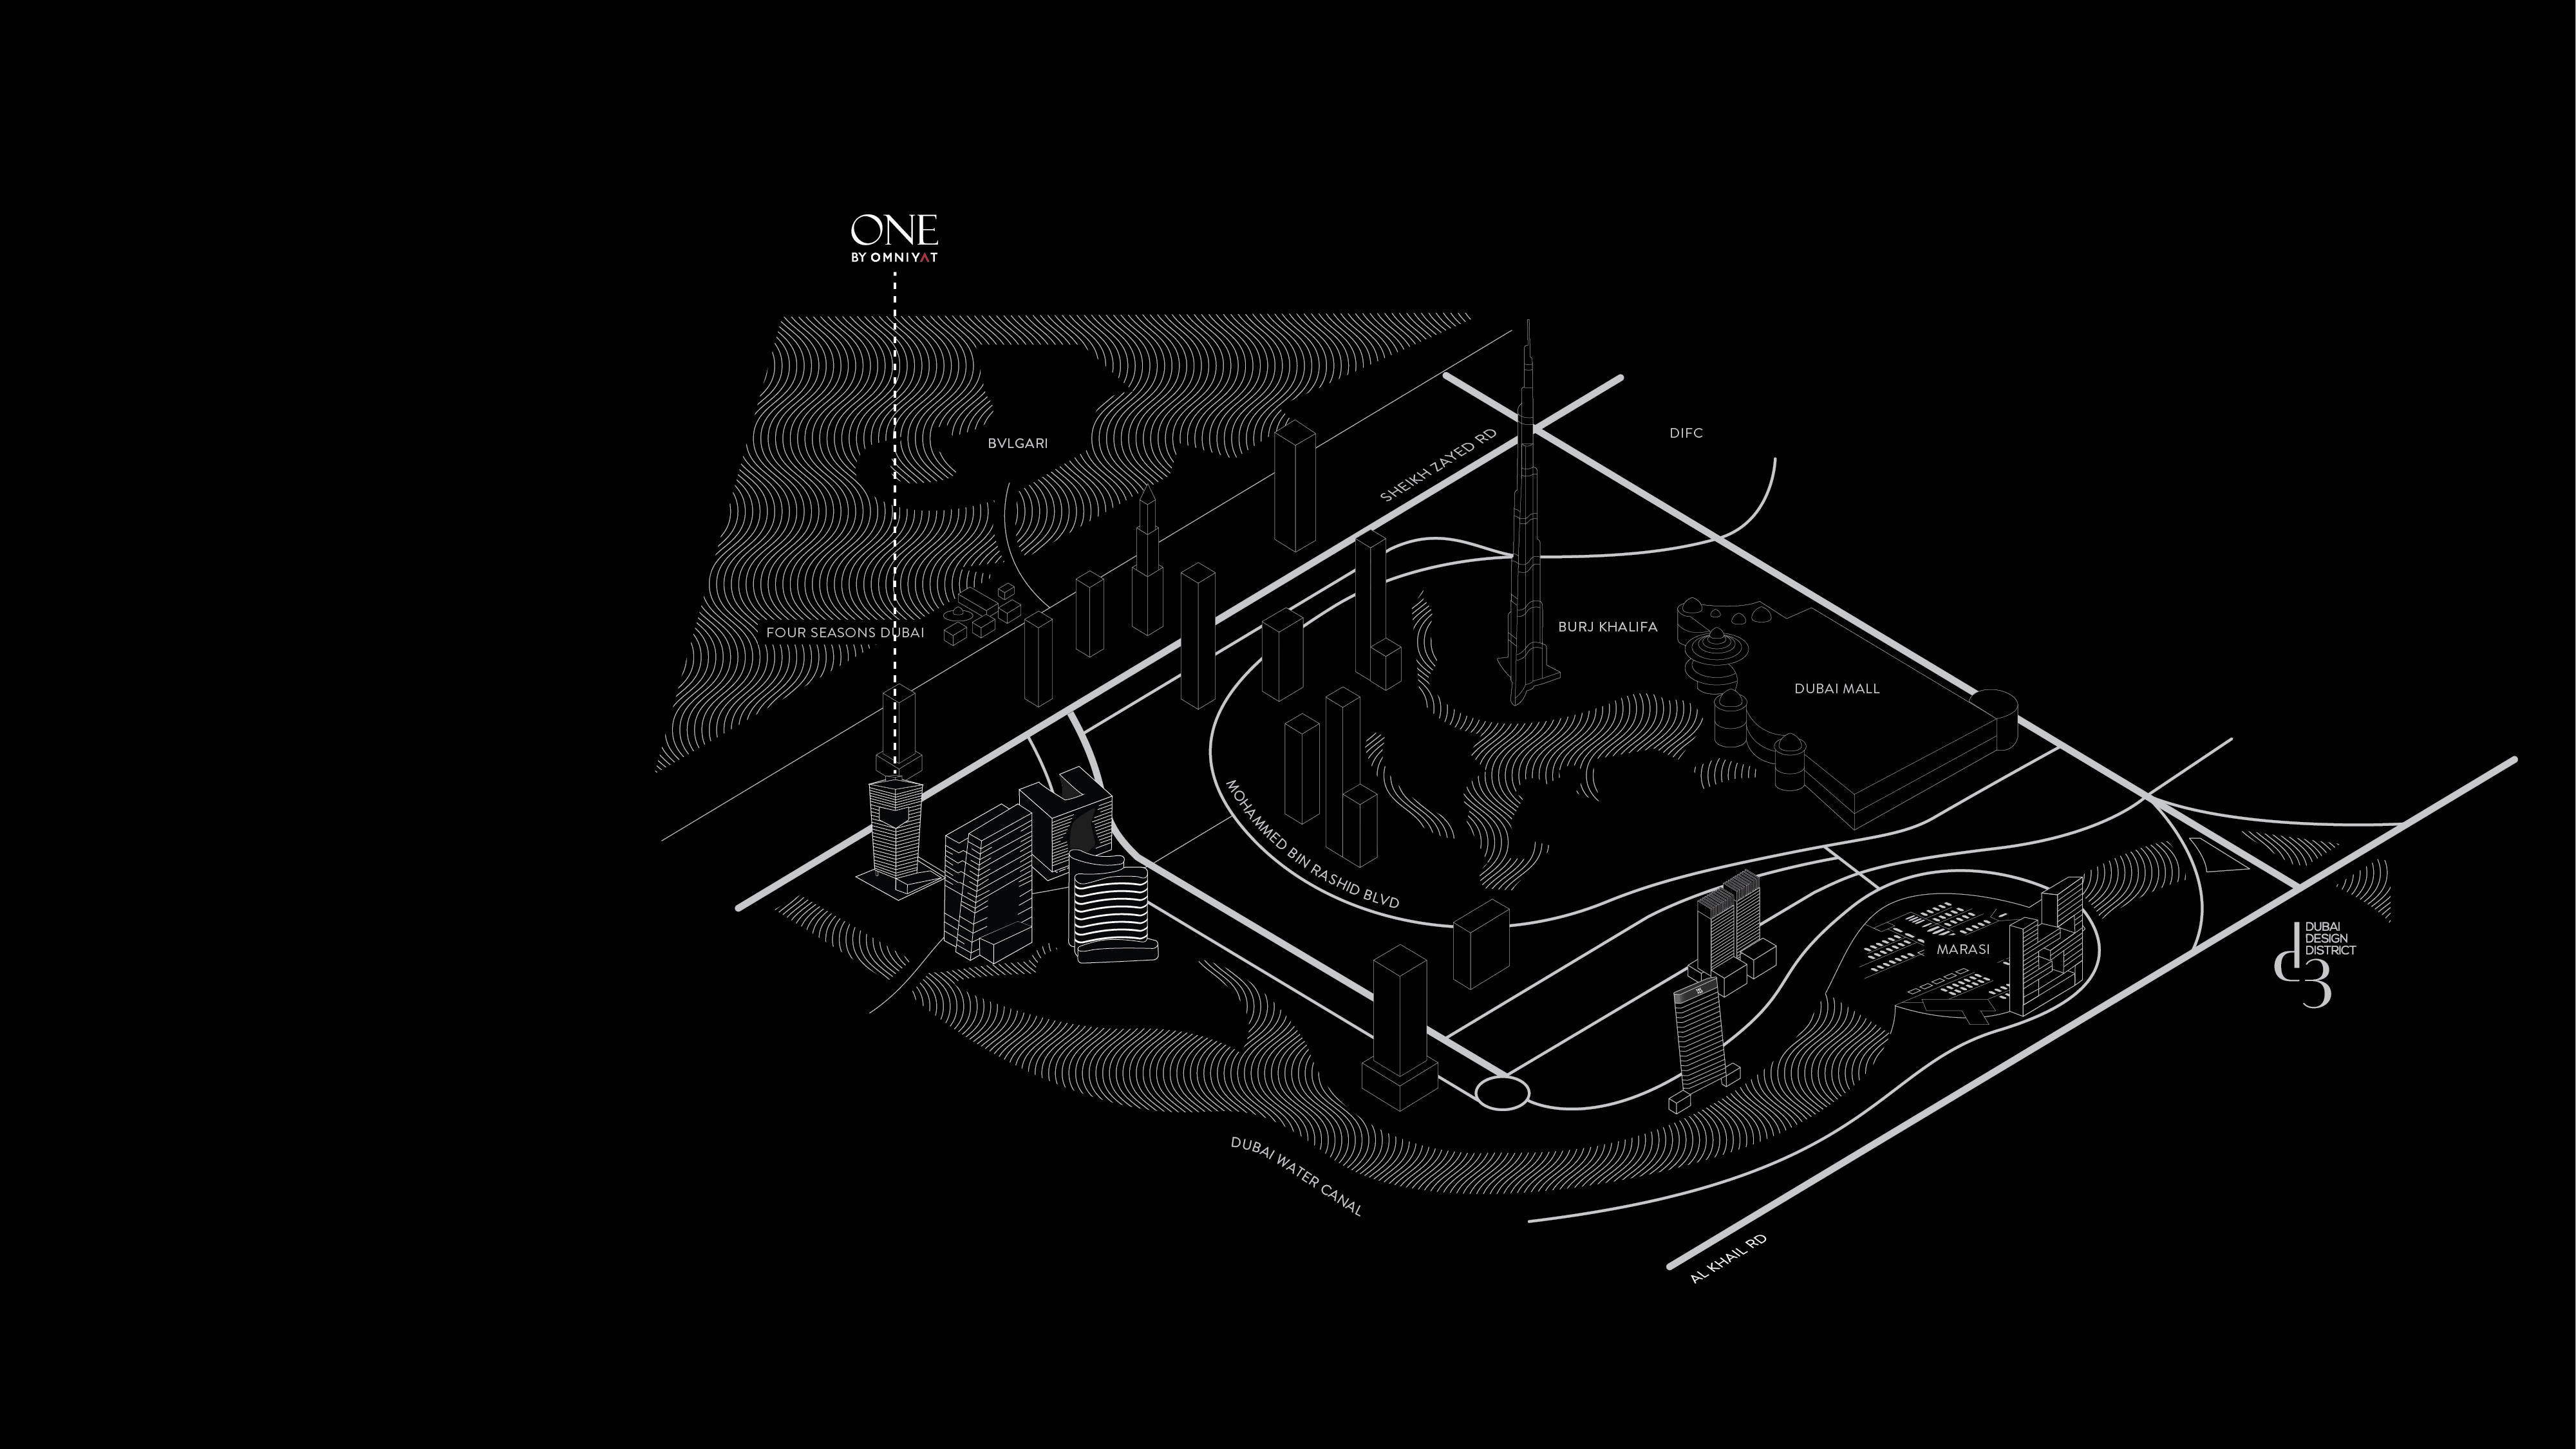 ONE
BY OMNIYAT
BVLGARI
DIFC
SHEIKH ZAYED RD
FOUR SEASONS DUBAI
BURJ KHALIFA
DUBAI MALL
MOHAMMED BIN RASHID BLVD
MARASI
DUBAI
DESIGN
DISTRICT
d3
DUBAI WATER CANAL
AL KHAIL RD